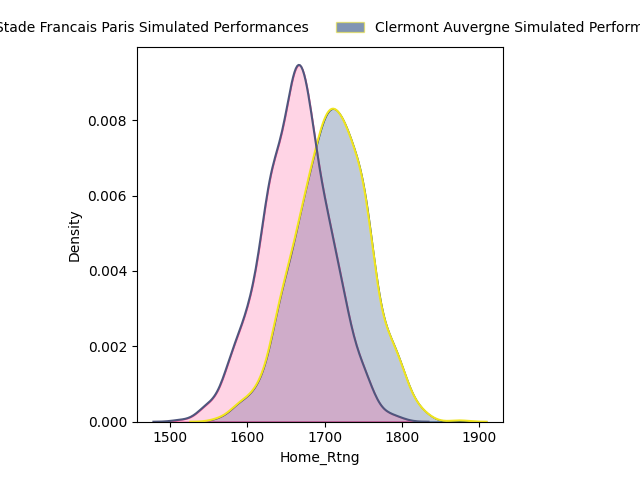 Stade Francais Paris Simulated Performances
Clermont Auvergne Simulated Perform
0.008
0.006
0.004
0.002
0.000
Density
1500 1600 1700 1800 1900
Home_Rtng